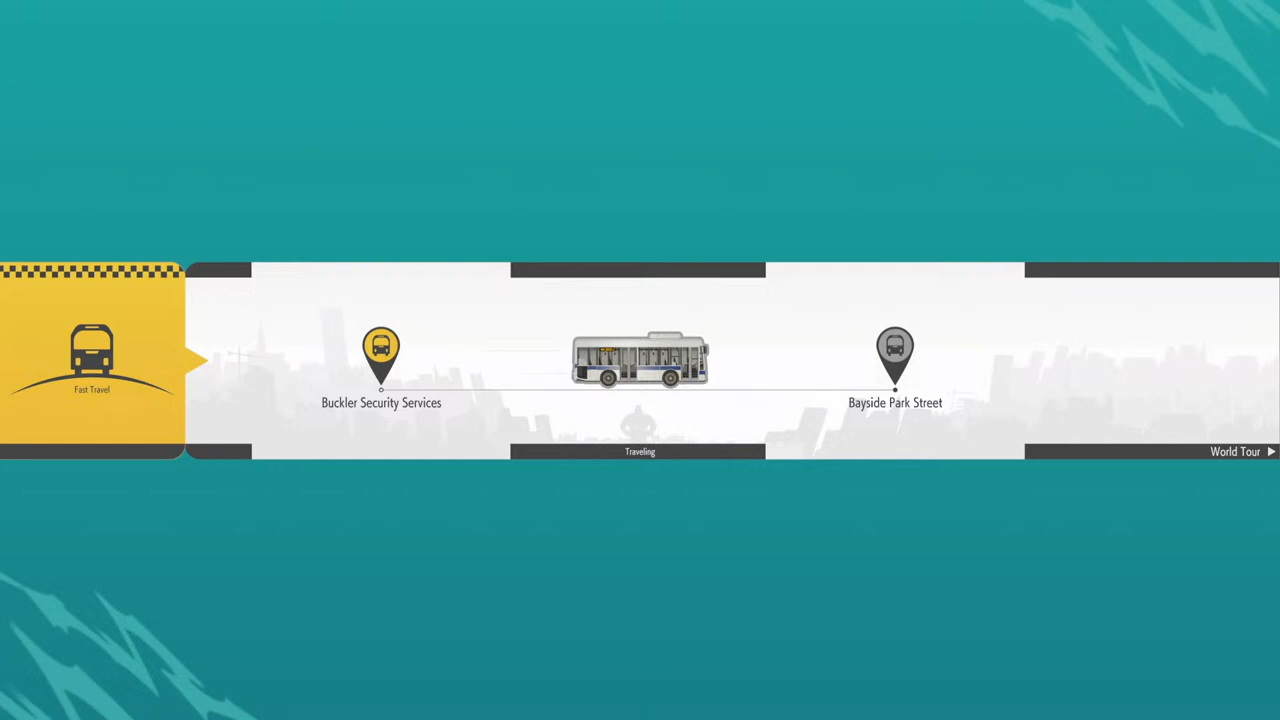 Fast Travel
Buckler Security Services
Bayside Park Street
Traveling
World Tour